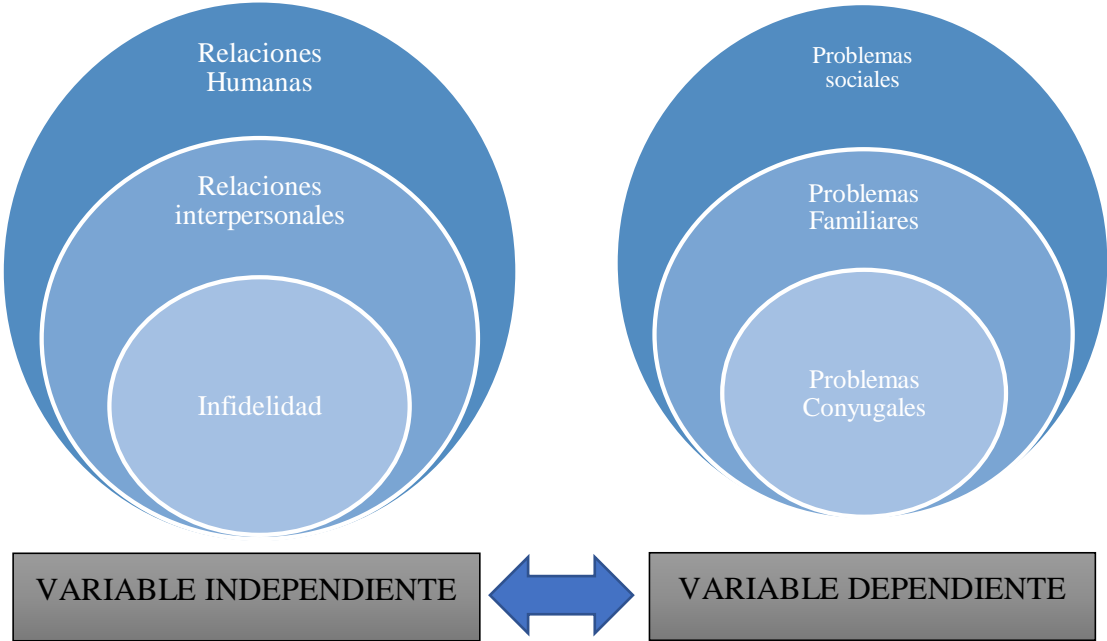 Relaciones
Humanas
Relaciones
interpersonales
Infidelidad
VARIABLE INDEPENDIENTE
Problemas
sociales
Problemas
Familiares
Problemas
Conyugales
VARIABLE DEPENDIENTE